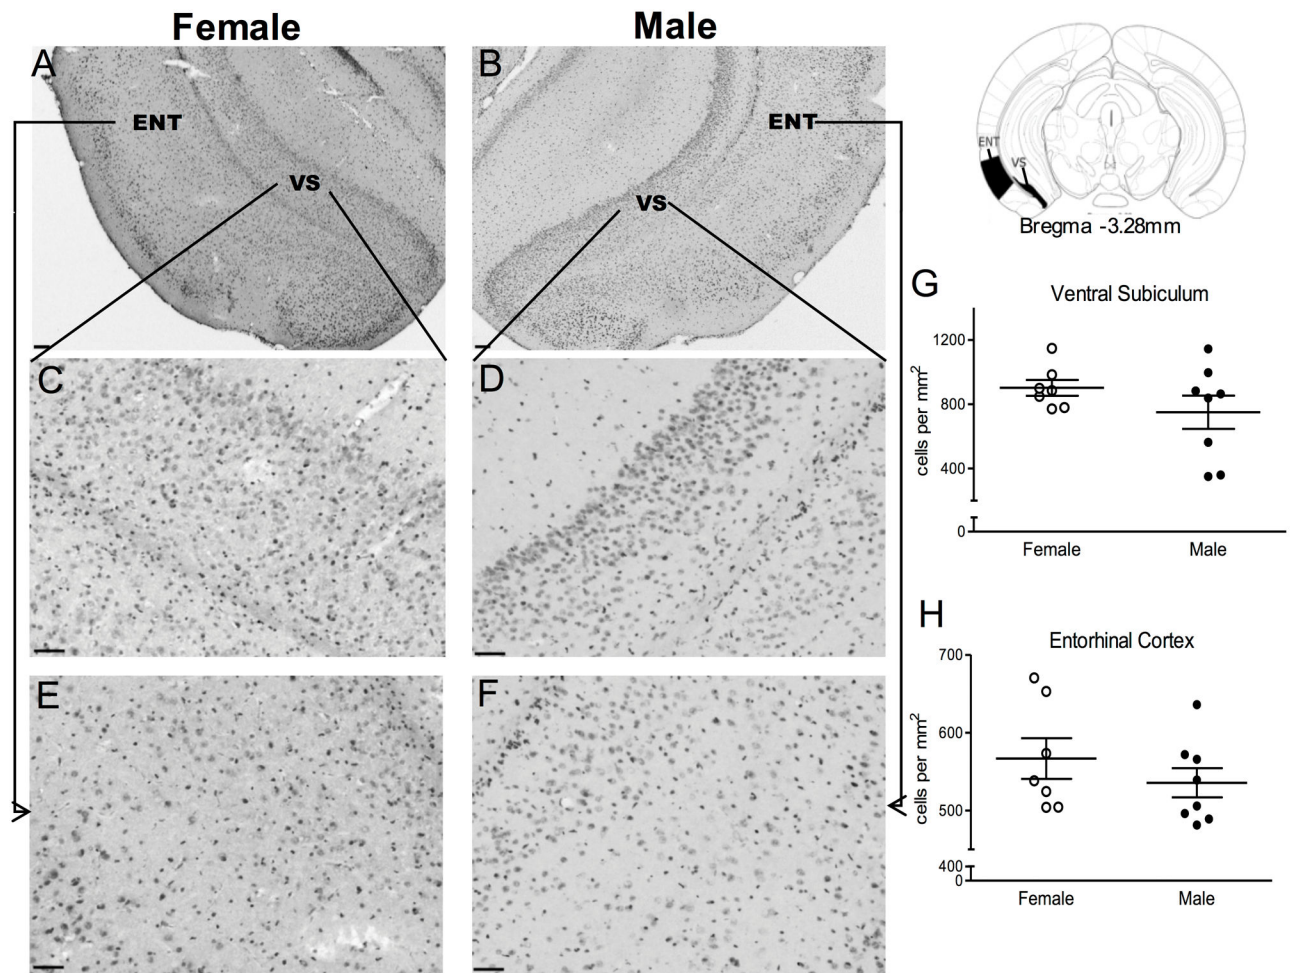 Female
Male
A
ENT
VS
B
ENT
VS
ENT
VS
Bregma -3.28mm
C
D
E
F
G
Ventral Subiculum
cells per mm2
1200
800
400
0
Female
Male
H
Entorhinal Cortex
cells per mm2
700
600
500
400
0
Female
Male